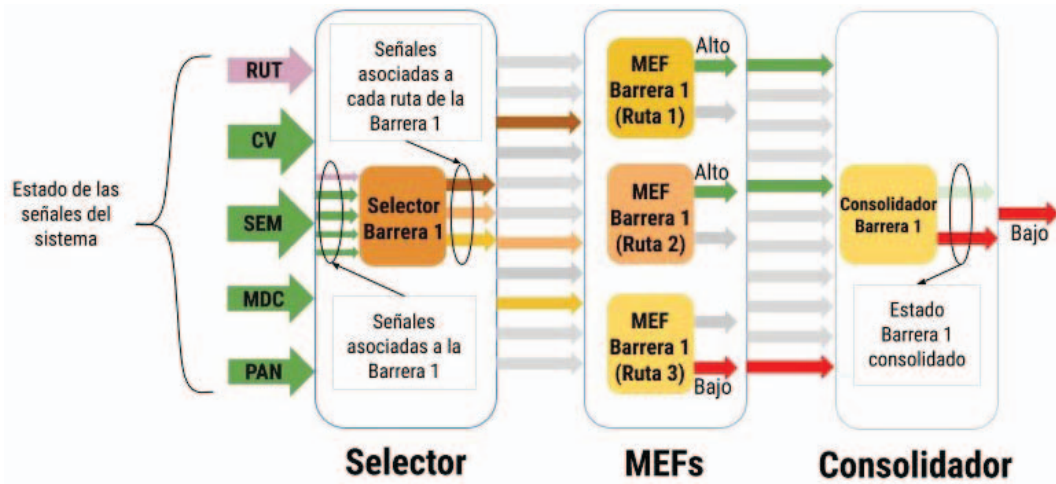 Estado de las
señales del
sistema
RUT
CV
SEM
MDC
PAN
Señales
asociadas a
cada ruta de la
Barrera 1
Selector
Barrera 1
Señales
asociadas a la
Barrera 1
Selector
MEF
Barrera 1
(Ruta 1)
Alto
MEF
Barrera 1
(Ruta 2)
Alto
MEF
Barrera 1
(Ruta 3)
Bajo
MEFs
Consolidador
Barrera 1
Bajo
Estado
Barrera 1
consolidado
Consolidador